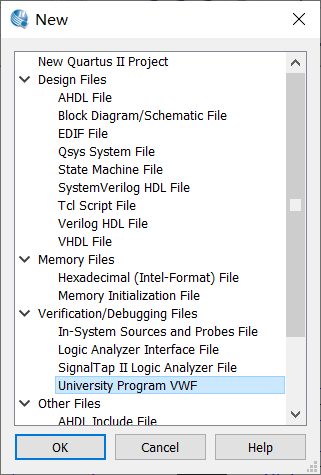 New
New Quartus II Project
Design Files
AHDL File
Block Diagram/Schematic File
EDIF File
Qsys System File
State Machine File
SystemVerilog HDL File
Tcl Script File
Verilog HDL File
VHDL File
Memory Files
Hexadecimal (Intel-Format) File
Memory Initialization File
Verification/Debugging Files
In-System Sources and Probes File
Logic Analyzer Interface File
SignalTap II Logic Analyzer File
University Program VWF
Other Files
AHDL Include File
OK Cancel Help